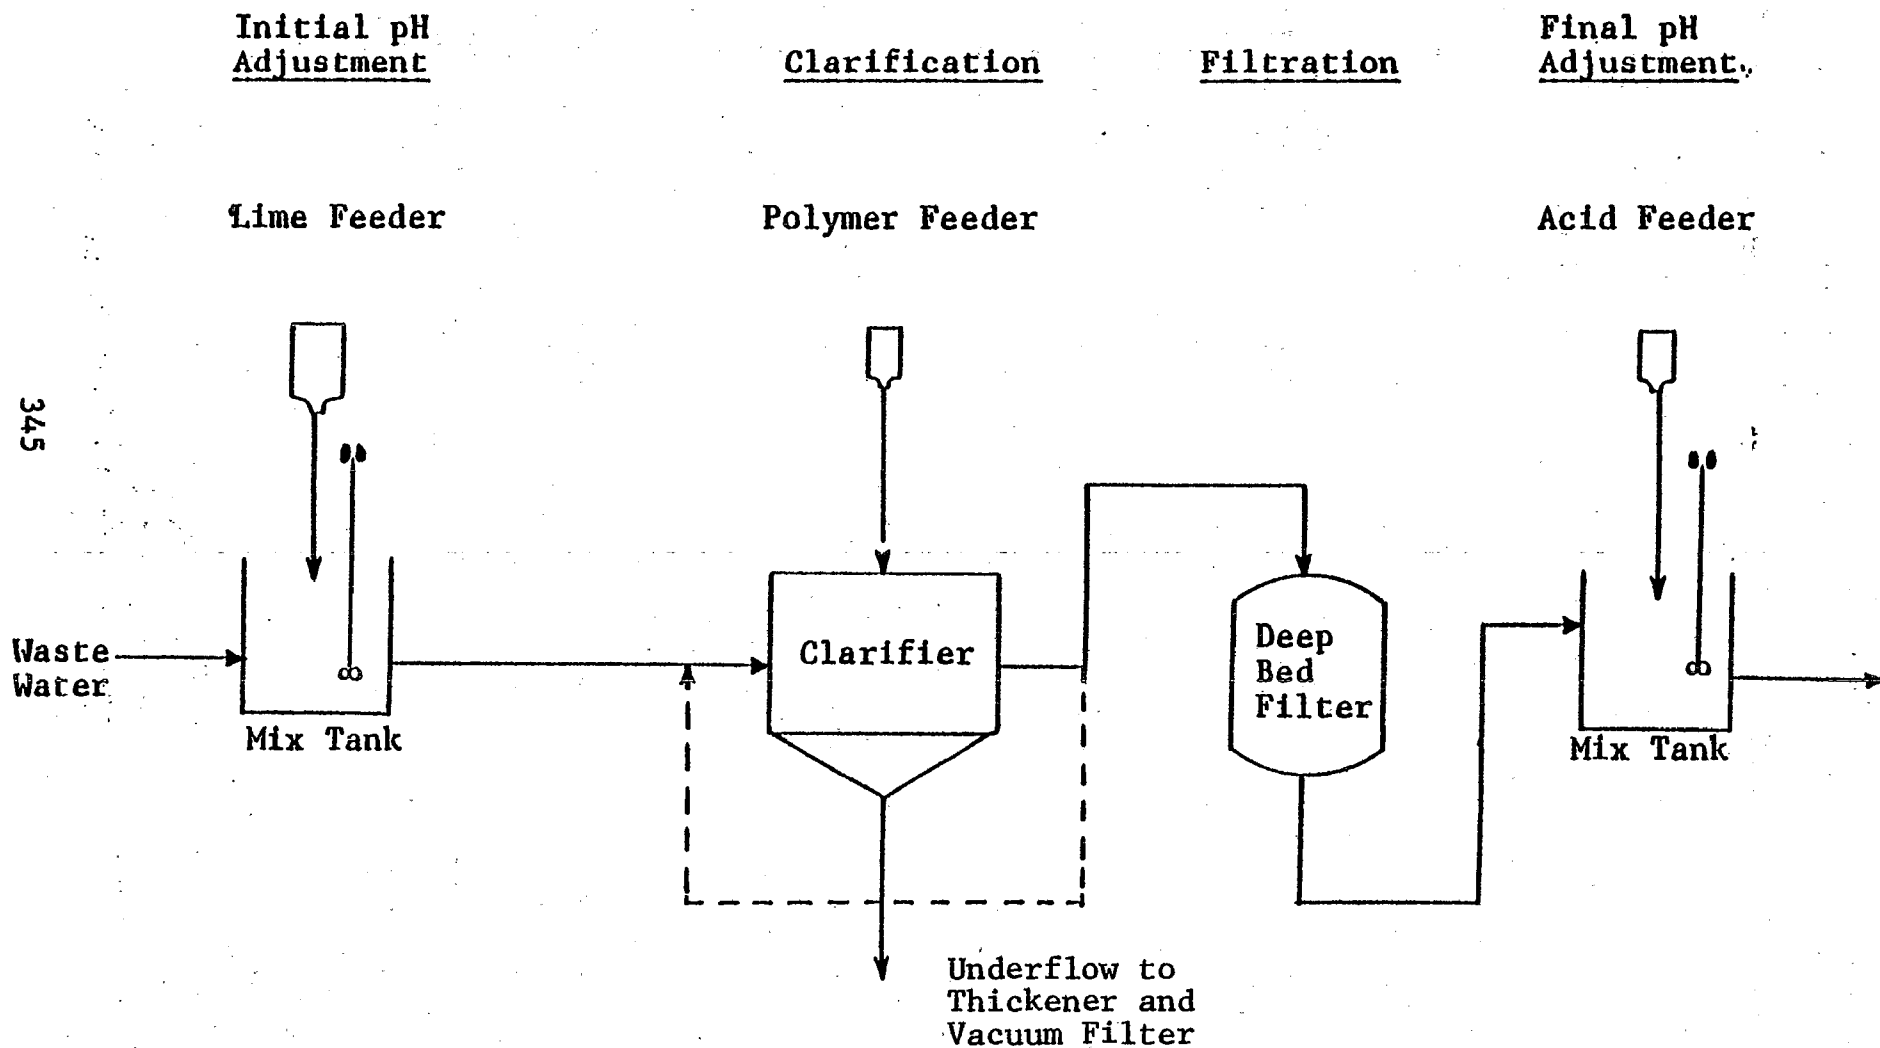 Initial pH
Adjustment
Clarification
Filtration
Final pH
Adjustment
Lime Feeder
Polymer Feeder
Acid Feeder
345
Waste
Water
Mix Tank
Clarifier
Deep
Bed
Filter
Mix Tank
Underflow to
Thickener and
Vacuum Filter